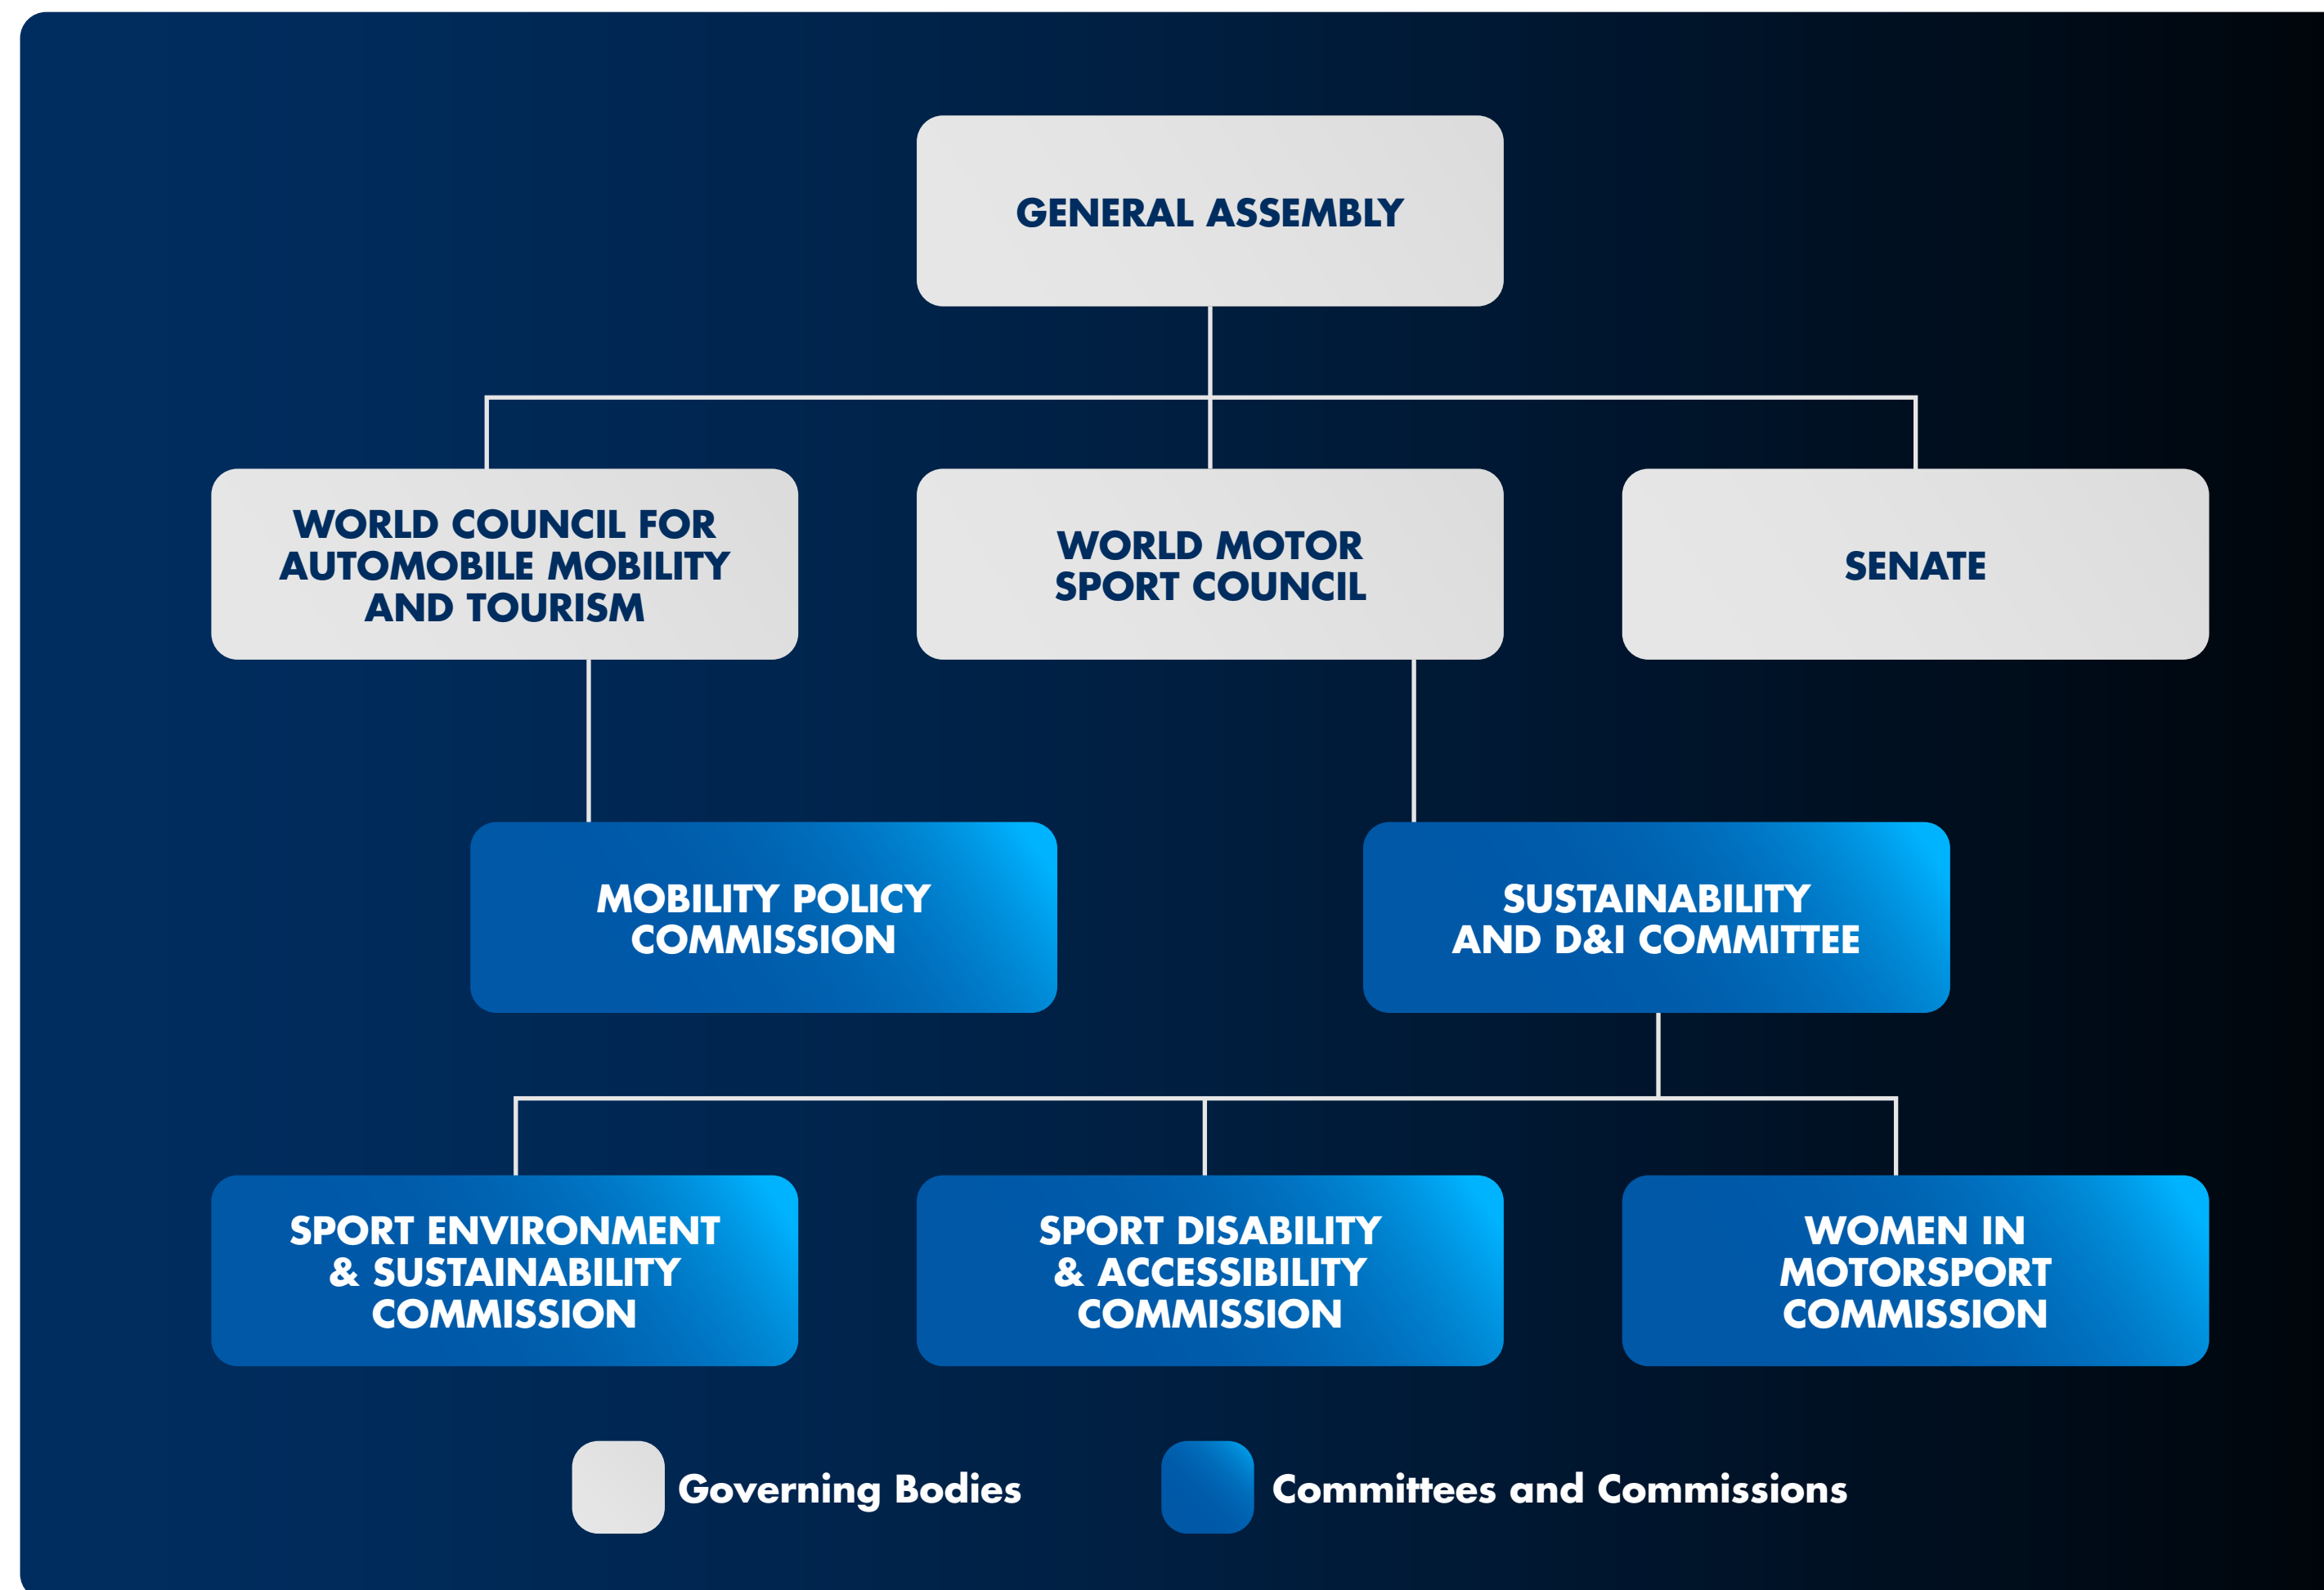 GENERAL ASSEMBLY
WORLD COUNCIL FOR
AUTOMOBILE MOBILITY
AND TOURISM
WORLD MOTOR
SPORT COUNCIL
SENATE
MOBILITY POLICY
COMMISSION
SUSTAINABILITY
AND D&I COMMITTEE
SPORT ENVIRONMENT
& SUSTAINABILITY
COMMISSION
SPORT DISABILITY
& ACCESSIBILITY
COMMISSION
WOMEN IN
MOTORSPORT
COMMISSION
Governing Bodies
Committees and Commissions